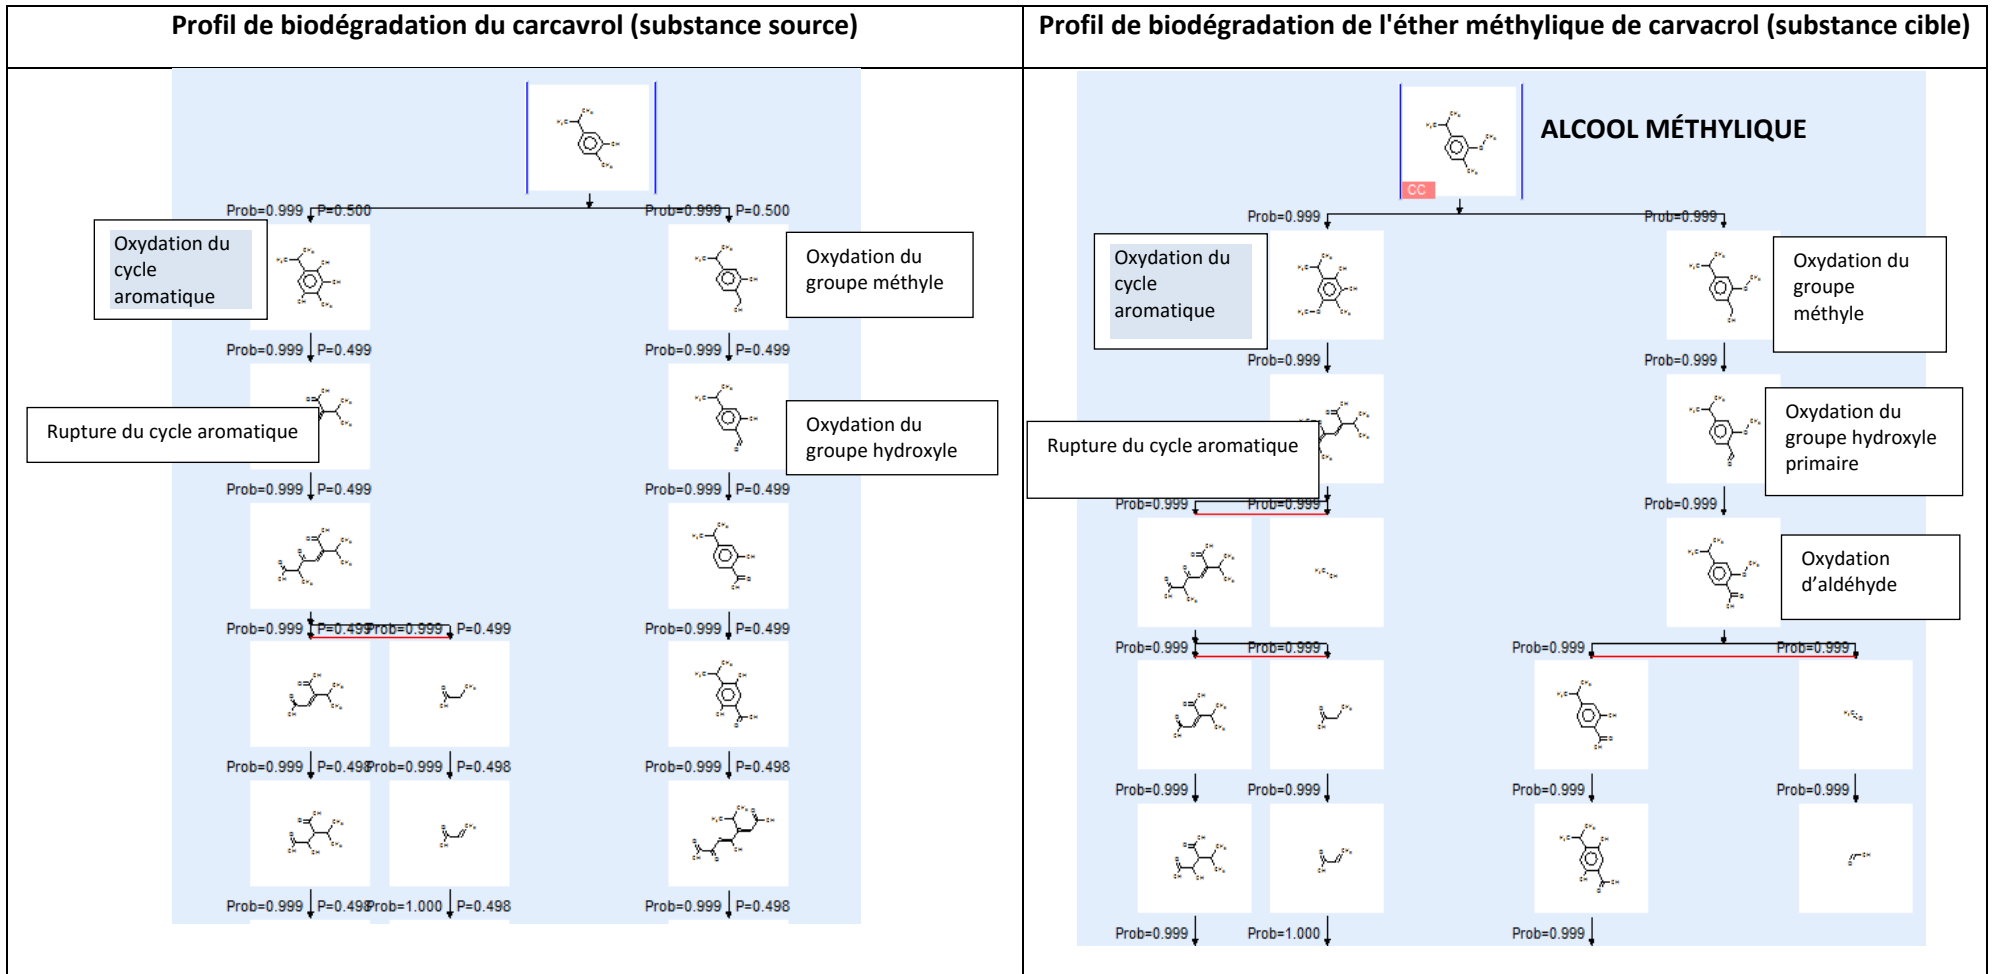 Profil de biodégradation du carcavrol (substance source)
Profil de biodégradation de l'éther méthylique de carvacrol (substance cible)
Prob=0.999 P=0.500
Prob=0.999 P=0.500
Oxydation du
cycle
aromatique
Oxydation du
groupe méthyle
Prob=0.999 P=0.499
Prob=0.999 P=0.499
Rupture du cycle aromatique
Oxydation du
groupe hydroxyle
Prob=0.999 P=0.499
Prob=0.999 P=0.499
Prob=0.999 P=0.499
Prob=0.999 P=0.499
Prob=0.999 P=0.499
Prob=0.999 P=0.498
Prob=0.999 P=0.498
Prob=0.999 P=0.498
Prob=0.999 P=0.498
Prob=1.000 P=0.498
Prob=0.999 P=0.498
ALCOOL MÉTHYLIQUE
CC
Prob=0.999
Prob=0.999
Oxydation du
cycle
aromatique
Oxydation du
groupe
méthyle
Prob=0.999
Prob=0.999
Rupture du cycle aromatique
Oxydation du
groupe hydroxyle
primaire
Prob=0.999
Prob=0.999
Prob=0.999
Oxydation
d'aldéhyde
Prob=0.999
Prob=0.999
Prob=0.999
Prob=0.999
Prob=0.999
Prob=0.999
Prob=0.999
Prob=0.999
Prob=0.999
Prob=1.000
Prob=0.999